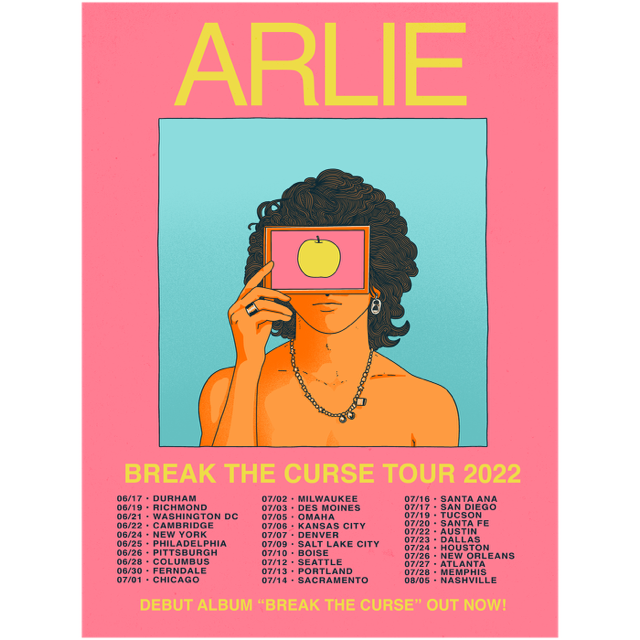 ARLIE
BREAK THE CURSE TOUR 2022
06/17 · DURHAM
06/19 · RICHMOND
06/21 · WASHINGTON DC
06/22 · CAMBRIDGE
06/24 · NEW YORK
06/25 · PHILADELPHIA
06/26 · PITTSBURGH
06/28 · COLUMBUS
06/30 · FERNDALE
07/01 · CHICAGO
07/02 · MILWAUKEE
07/03 · DES MOINES
07/05 · OMAHA
07/06 · KANSAS CITY
07/07 · DENVER
07/09 · SALT LAKE CITY
07/10 · BOISE
07/12 · SEATTLE
07/13 · PORTLAND
07/14 · SACRAMENTO
07/16 · SANTA ANA
07/17 · SAN DIEGO
07/19 · TUCSON
07/20 · SANTA FE
07/22 · AUSTIN
07/23 · DALLAS
07/24 · HOUSTON
07/26 · NEW ORLEANS
07/27 · ATLANTA
07/28 · MEMPHIS
08/05 · NASHVILLE
DEBUT ALBUM “BREAK THE CURSE” OUT NOW!